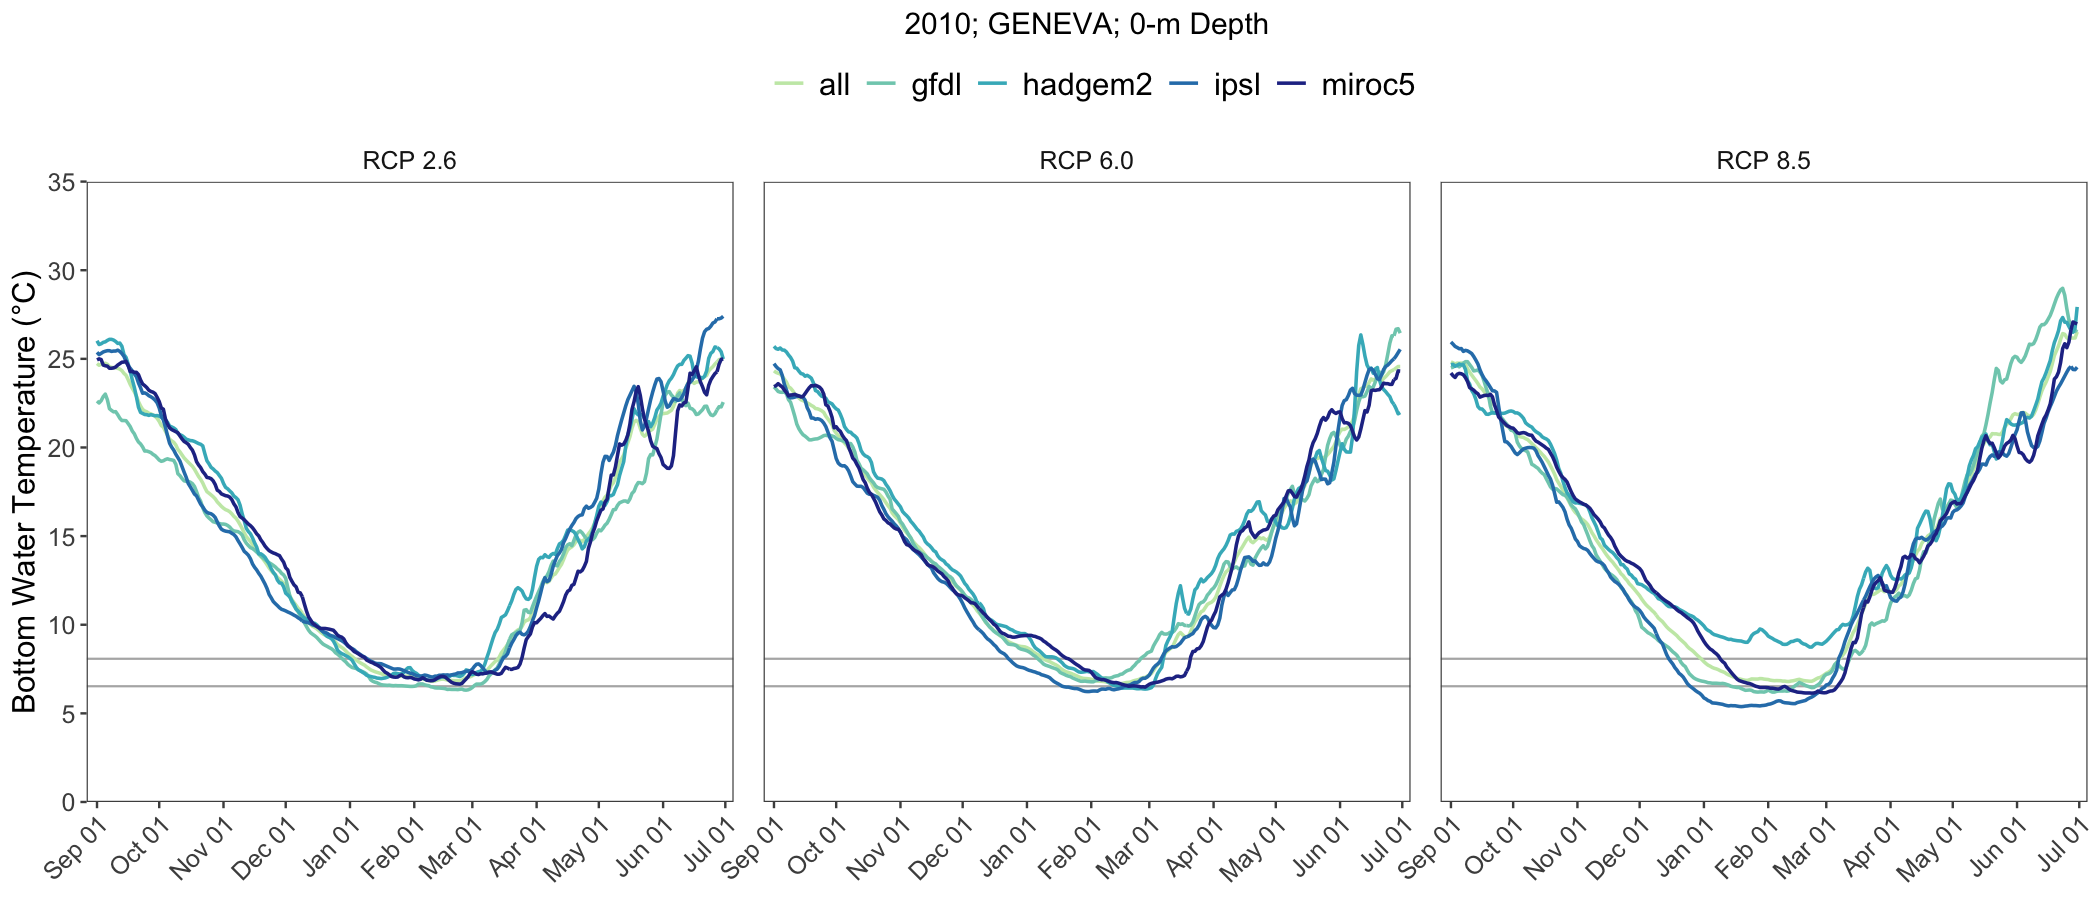 2010; GENEVA; 0-m Depth
all gfdl hadgem2 ipsl miroc5
RCP 2.6 RCP 6.0 RCP 8.5
Bottom Water Temperature (°C)
35
30
25
20
15
10
5
0
Sep 01 Oct 01 Nov 01 Dec 01 Jan 01 Feb 01 Mar 01 Apr 01 May 01 Jun 01 Jul 01
Sep 01 Oct 01 Nov 01 Dec 01 Jan 01 Feb 01 Mar 01 Apr 01 May 01 Jun 01 Jul 01
Sep 01 Oct 01 Nov 01 Dec 01 Jan 01 Feb 01 Mar 01 Apr 01 May 01 Jun 01 Jul 01